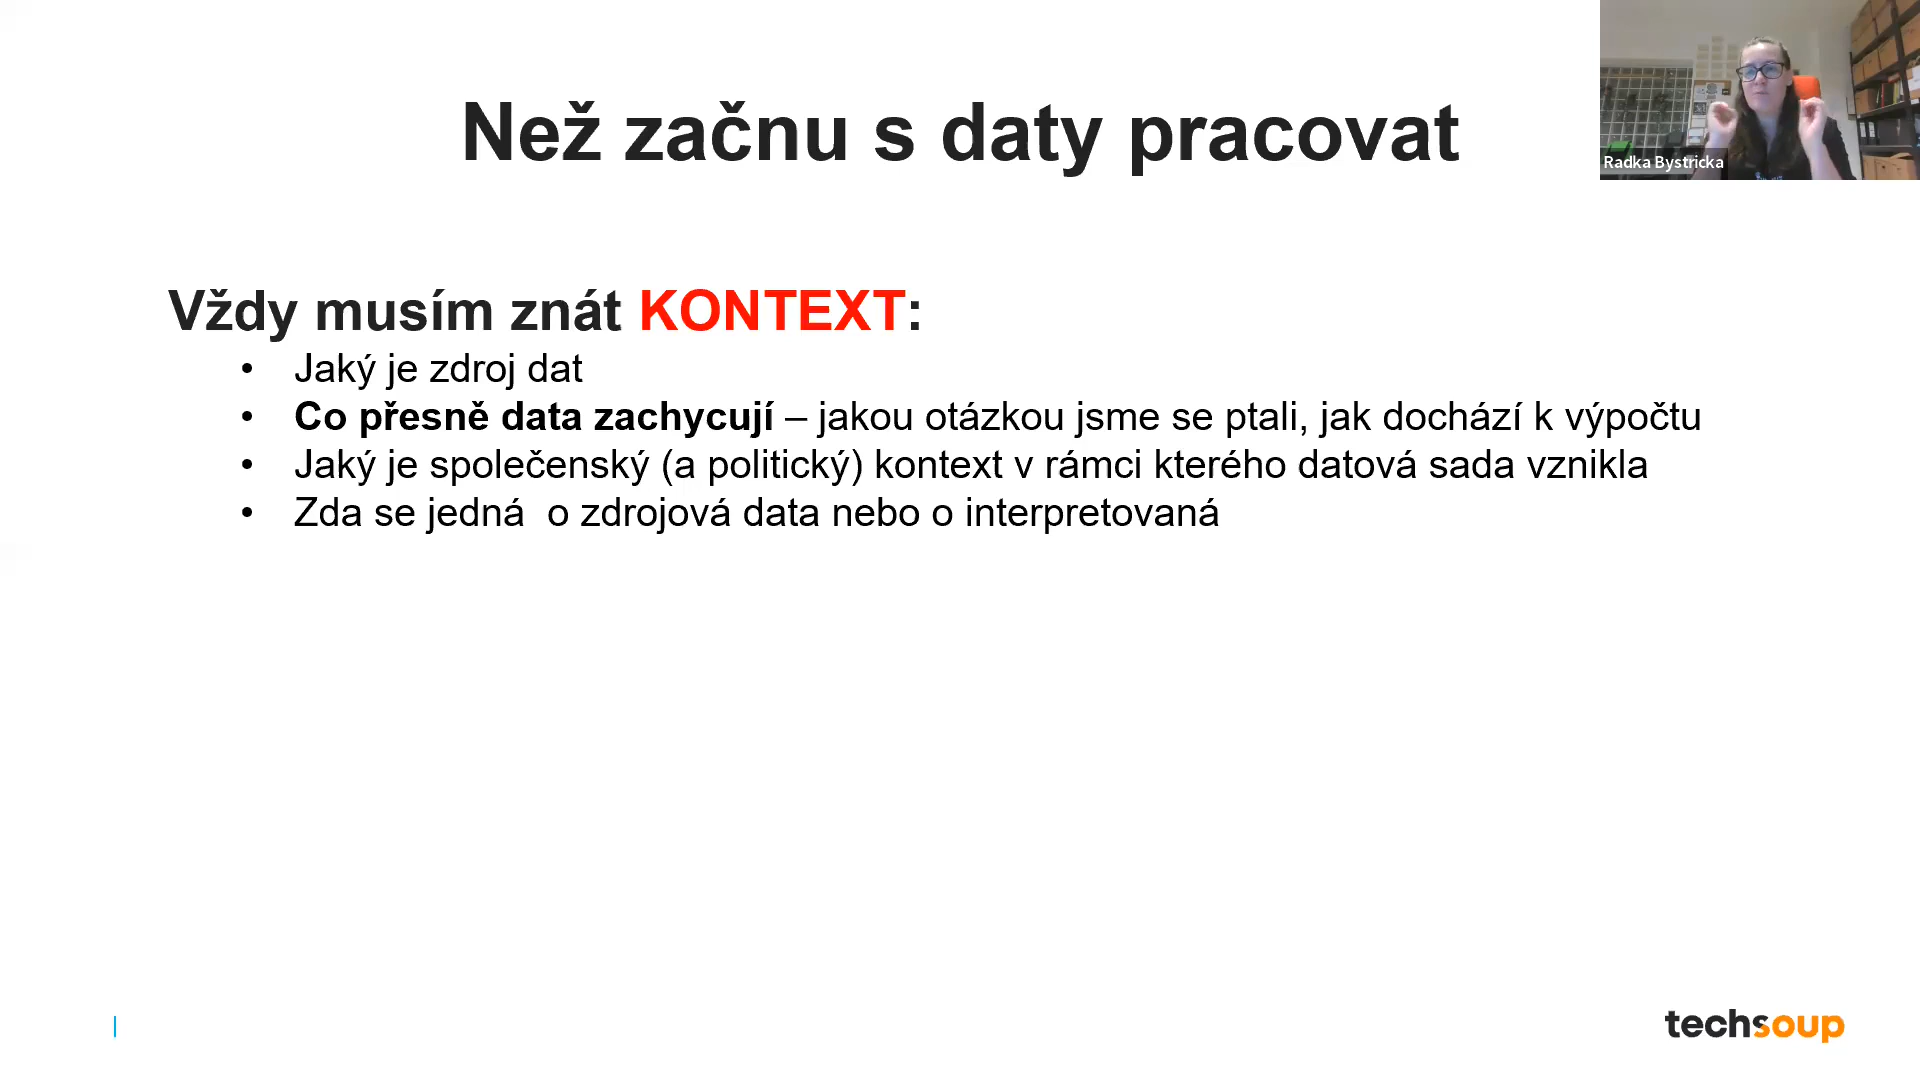 Než začnu s daty pracovat
Radka Bystricka
Vždy musím znát KONTEXT:
• Jaký je zdroj dat
• Co přesně data zachycují – jakou otázkou jsme se ptali, jak dochází k výpočtu
• Jaký je společenský (a politický) kontext v rámci kterého datová sada vznikla
• Zda se jedná  o zdrojová data nebo o interpretovaná
techsoup